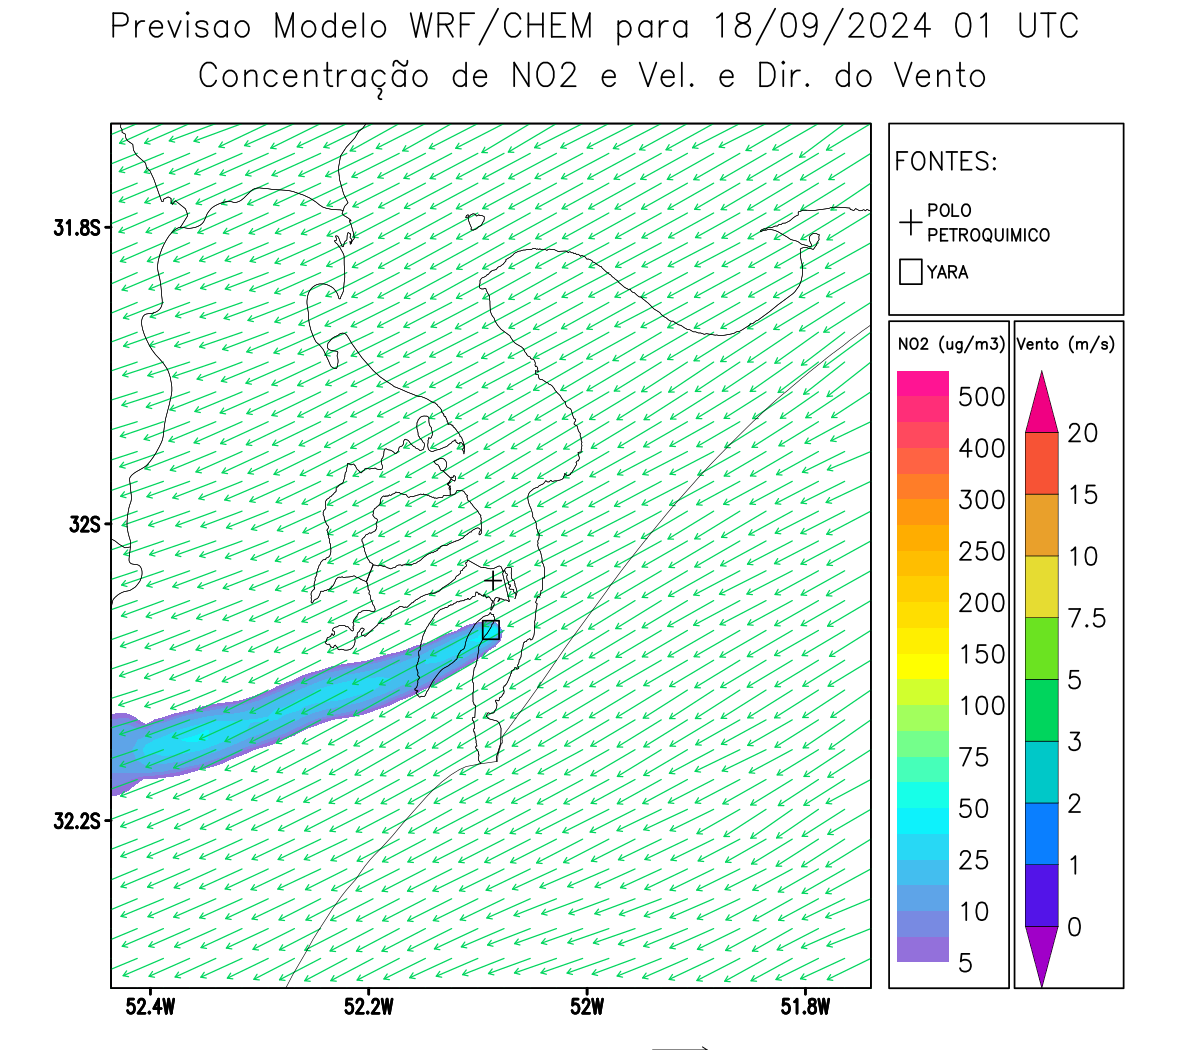 Previsao Modelo WRF/CHEM para 18/09/2024 01 UTC
Concentração de NO2 e Vel. e Dir. do Vento
FONTES:
POLO
PETROQUIMICO
YARA
NO2 (ug/m3)
500
400
300
250
200
150
100
75
50
25
10
5
Vento (m/s)
20
15
10
7.5
5
3
2
1
0
31.8S
32S
32.2S
52.4W 52.2W 52W 51.8W